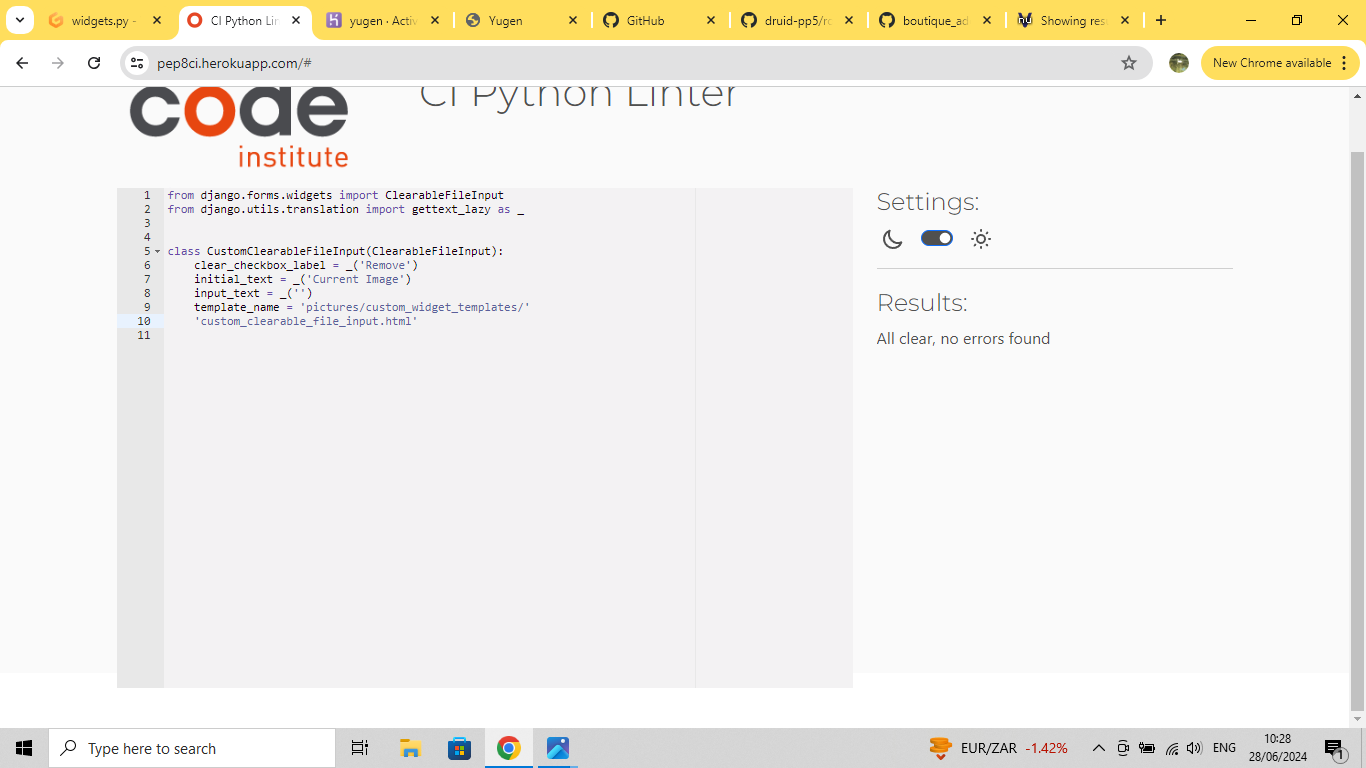 widgets.py -
CI Python Lin
yugen · Activ
Yugen
GitHub
druid-pp5/ro
boutique_ad
Showing resu
pep8ci.herokuapp.com/#
New Chrome available
code
institute
CI Python Linter
1 from django.forms.widgets import ClearableFileInput
2 from django.utils.translation import gettext_lazy as _
3
4
5 class CustomClearableFileInput(ClearableFileInput):
6 clear_checkbox_label = _('Remove')
7 initial_text = _('Current Image')
8 input_text = _('')
9 template_name = 'pictures/custom_widget_templates/'
10 'custom_clearable_file_input.html'
11
Settings:
Results:
All clear, no errors found
Type here to search
EUR/ZAR -1.42%
ENG
10:28
28/06/2024
1